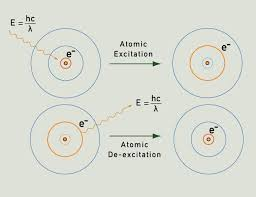 E = hc/λ
e⁻
Atomic
Excitation
e⁻
e⁻
E = hc/λ
Atomic
De-excitation
e⁻